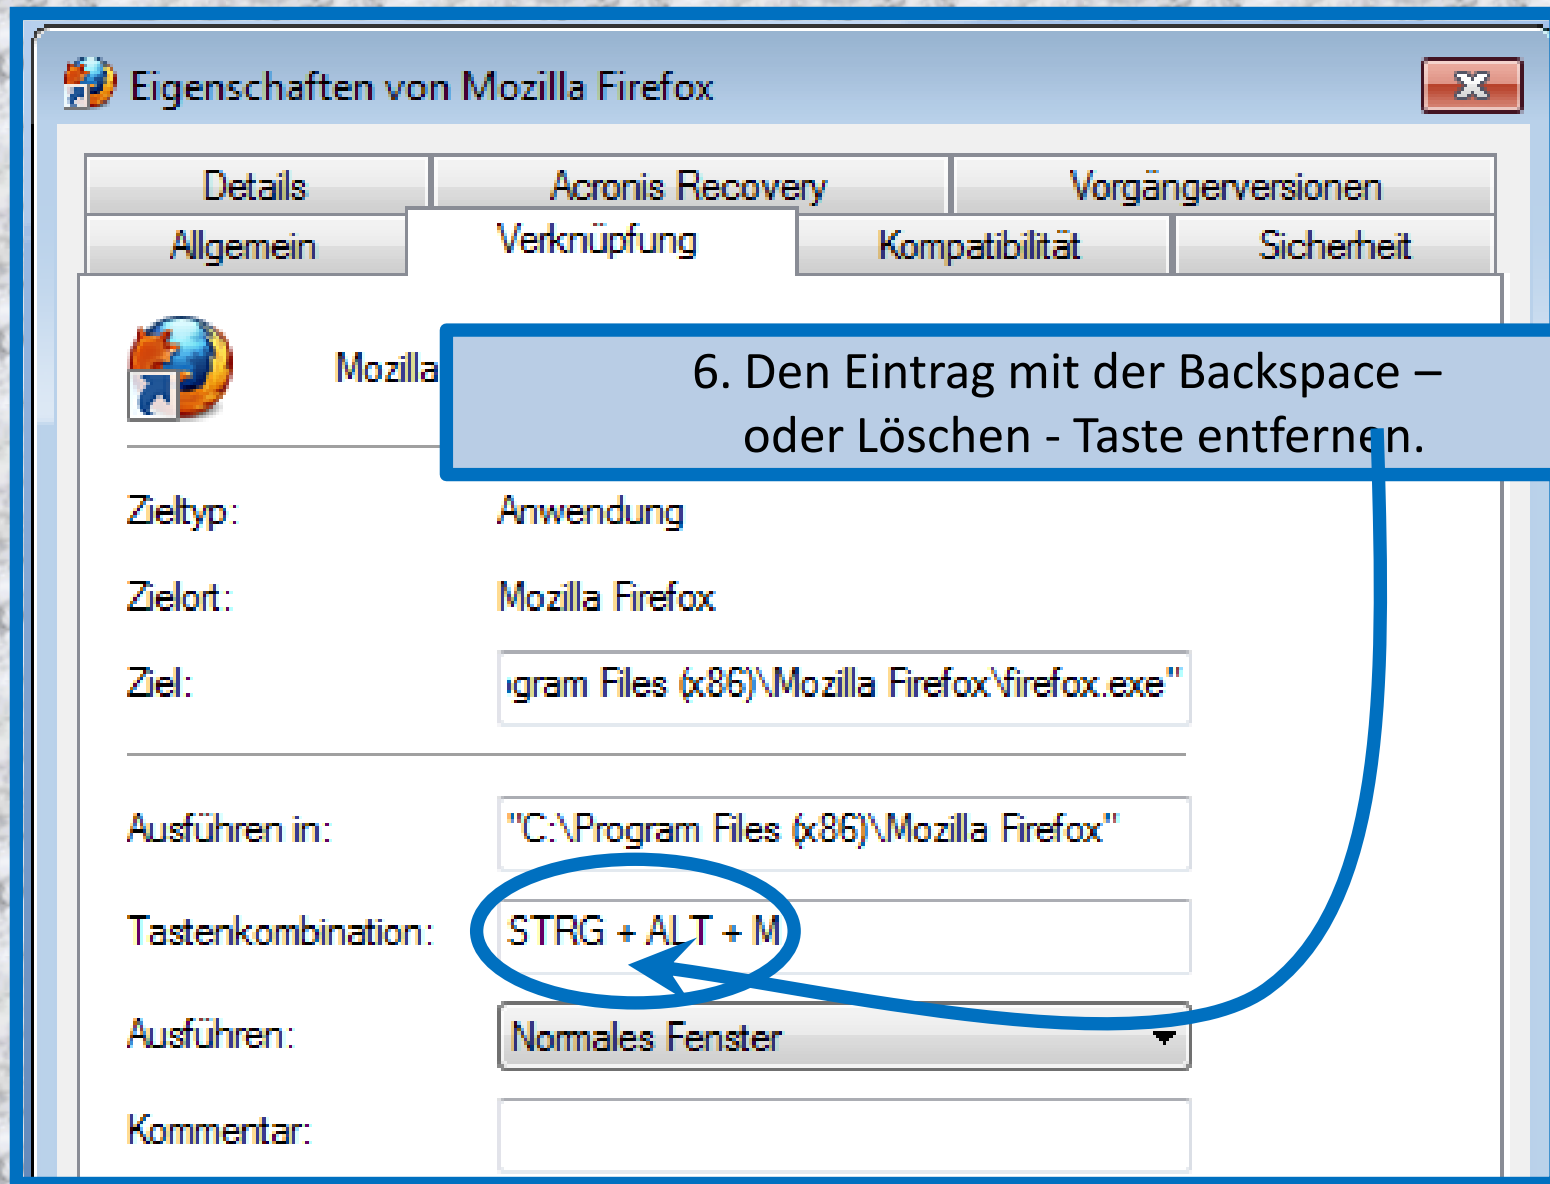 Eigenschaften von Mozilla Firefox
Details Acronis Recovery Vorgängerversionen
Allgemein Verknüpfung Kompatibilität Sicherheit
Mozilla
6. Den Eintrag mit der Backspace –
oder Löschen - Taste entfernen.
Zieltyp: Anwendung
Zielort: Mozilla Firefox
Ziel: gram Files (x86)\Mozilla Firefox\firefox.exe"
Ausführen in: "C:\Program Files (x86)\Mozilla Firefox"
Tastenkombination: STRG + ALT + M
Ausführen: Normales Fenster
Kommentar: